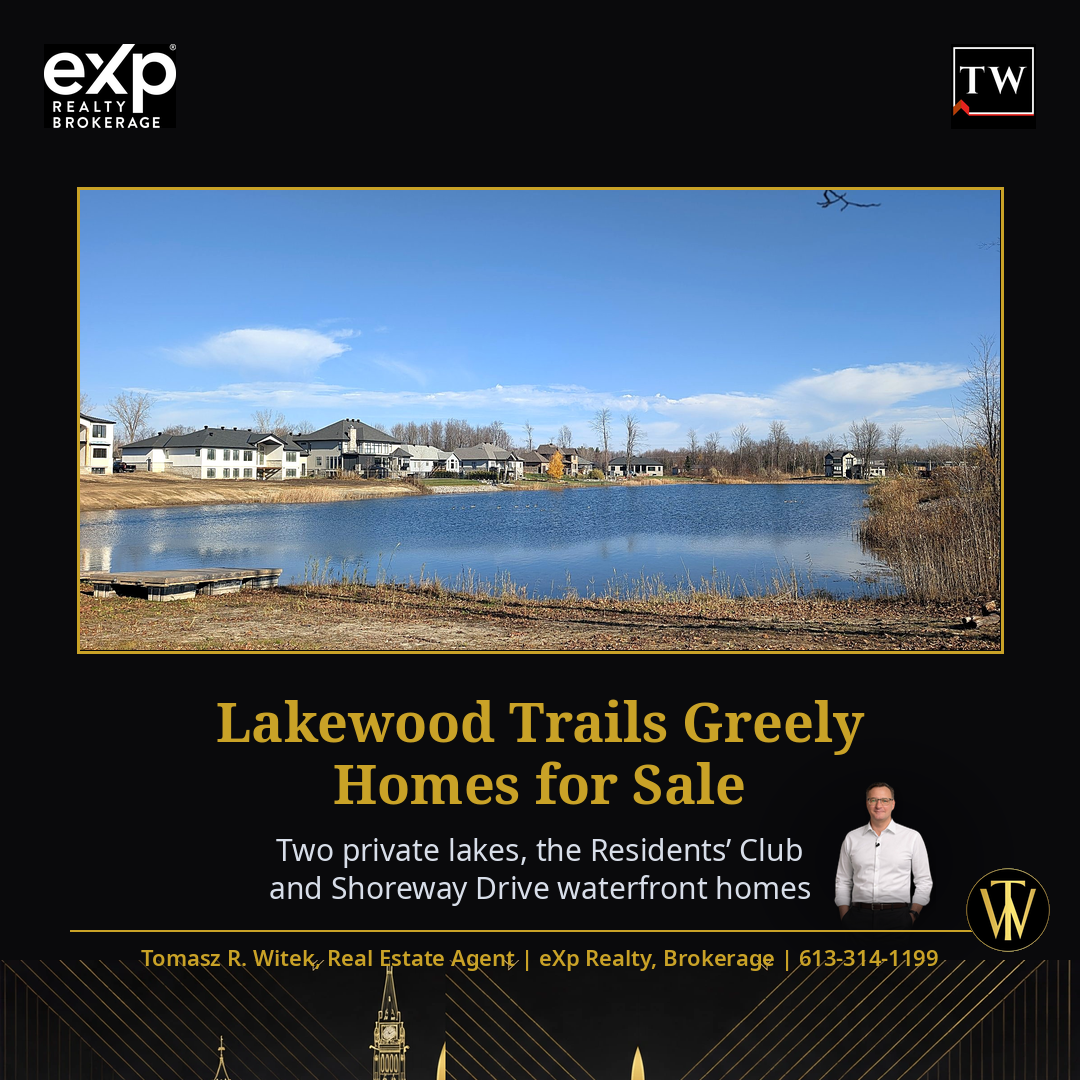 exp®
REALTY
BROKERAGE
TW
Lakewood Trails Greely
Homes for Sale
Two private lakes, the Residents’ Club
and Shoreway Drive waterfront homes
Tomasz R. Witek, Real Estate Agent | eXp Realty, Brokerage | 613-314-1199
TW